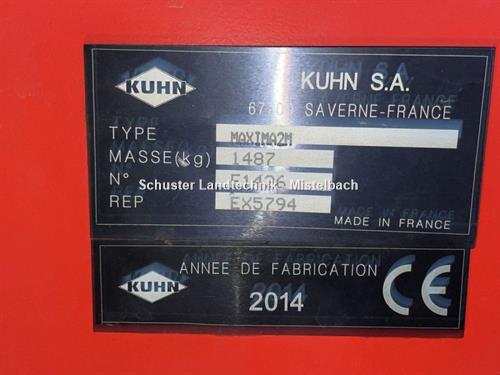 KUHN
KUHN S.A.
SAVERNE-FRANCE
TYPE MAXIMA2M
MASSE(kg) 1487
Schuster Landtechnik - Mistelbach
N°
REP EX5794
MADE IN FRANCE
KUHN
ANNEE DE FABRICATION
2014
CE